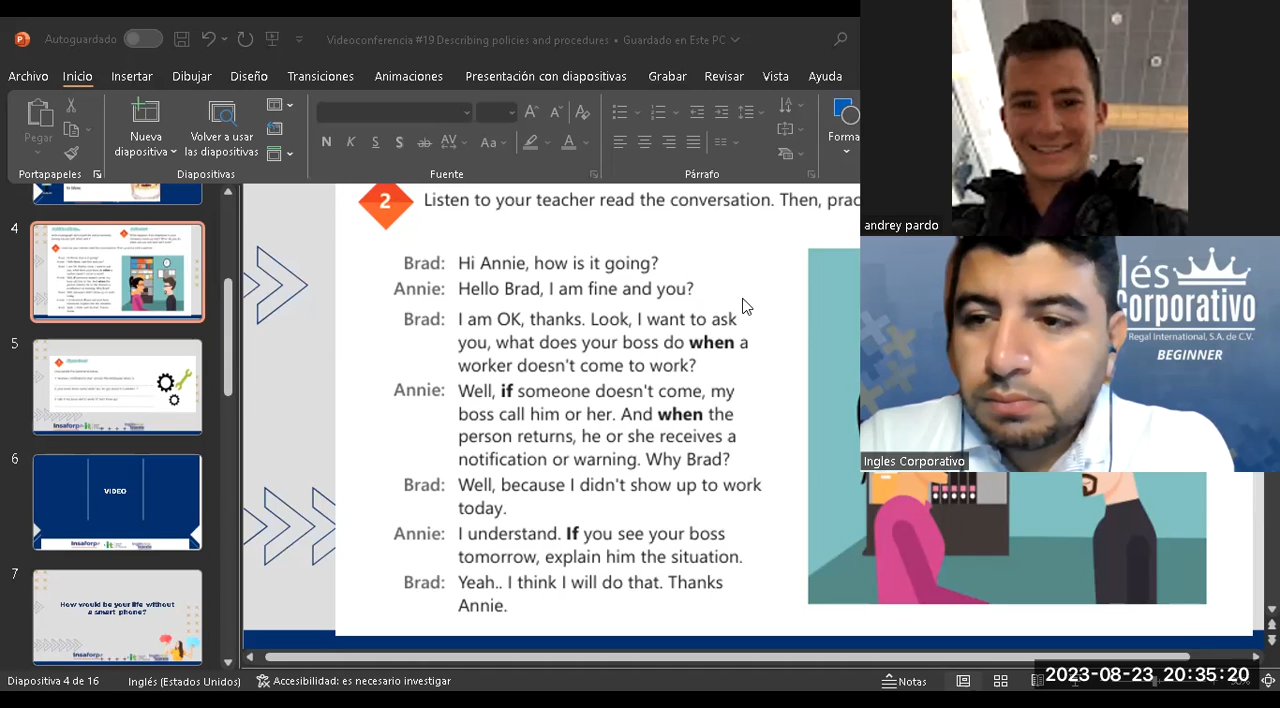 Autoguardado
Videoconferencia #19 Describing policies and procedures • Guardado en Este PC
Archivo Inicio Insertar Dibujar Diseño Transiciones Animaciones Presentación con diapositivas Grabar Revisar Vista Ayuda
Pegar
Nueva diapositiva
Volver a usar las diapositivas
N K S S ab AV Aa A
Forma
Portapapeles Diapositivas Fuente Párrafo
4
5
6
VIDEO
7
How would be your life without
a smart phone?
Insaforp
2 Listen to your teacher read the conversation. Then, prac
Brad: Hi Annie, how is it going?
Annie: Hello Brad, I am fine and you?
Brad: I am OK, thanks. Look, I want to ask
you, what does your boss do when a
worker doesn't come to work?
Annie: Well, if someone doesn't come, my
boss call him or her. And when the
person returns, he or she receives a
notification or warning. Why Brad?
Brad: Well, because I didn't show up to work
today.
Annie: I understand. If you see your boss
tomorrow, explain him the situation.
Brad: Yeah.. I think I will do that. Thanks
Annie.
andrey pardo
lés
Corporativo
Regal International, S.A. de C.V.
BEGINNER
Ingles Corporativo
Diapositiva 4 de 16 Inglés (Estados Unidos) Accesibilidad: es necesario investigar Notas
2023-08-23 20:35:20